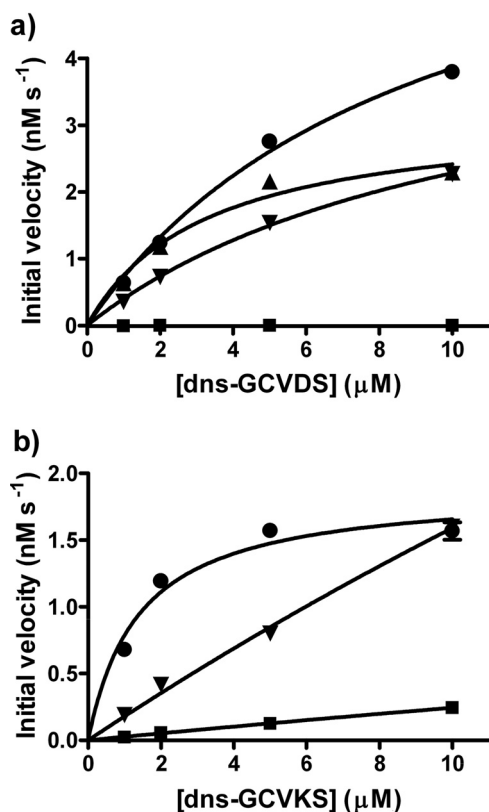 a)
Initial velocity (nM s⁻¹)
4
3
2
1
0
0 2 4 6 8 10
[dns-GCVDS] (μM)
b)
Initial velocity (nM s⁻¹)
2.0
1.5
1.0
0.5
0.0
0 2 4 6 8 10
[dns-GCVKS] (μM)